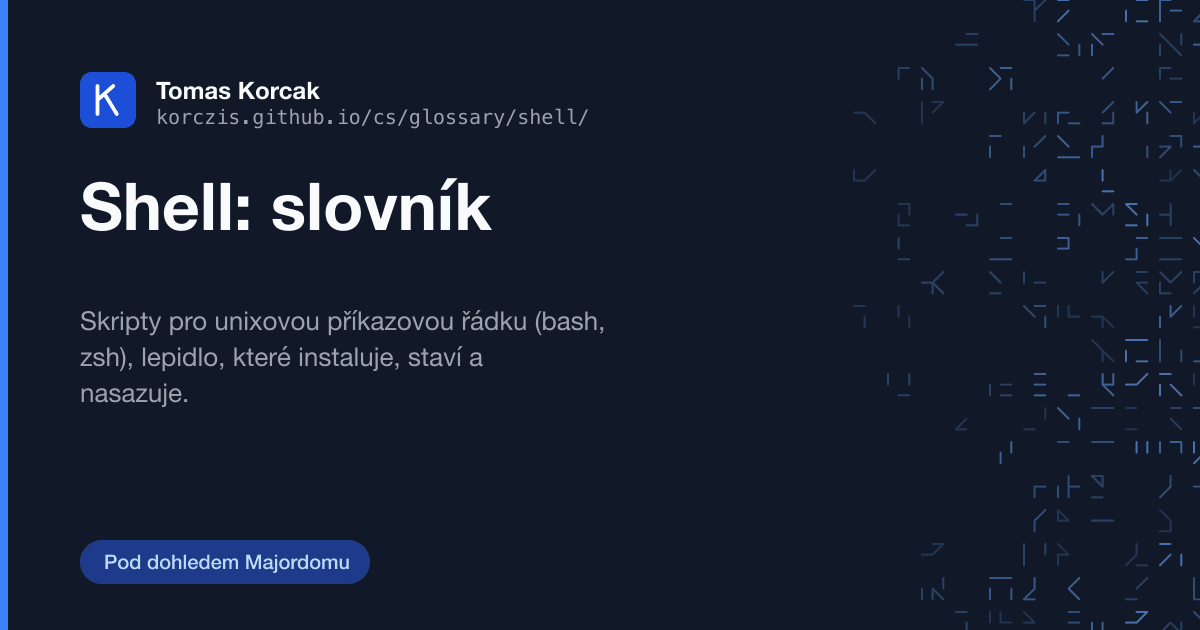 Tomas Korcak
korczis.github.io/cs/glossary/shell/
Shell: slovník
Skripty pro unixovou příkazovou řádku (bash,
zsh), lepidlo, které instaluje, staví a
nasazuje.
Pod dohledem Majordomu